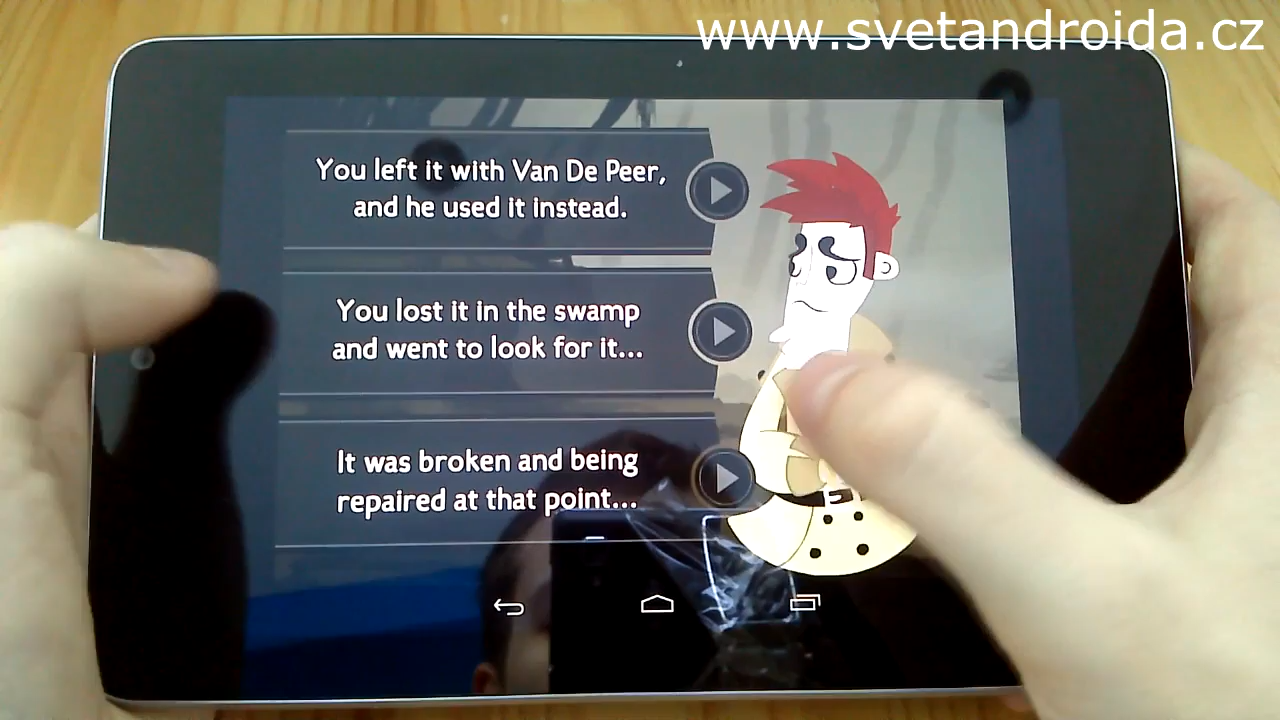 www.svetandroida.cz
You left it with Van De Peer,
and he used it instead.
You lost it in the swamp
and went to look for it...
It was broken and being
repaired at that point...